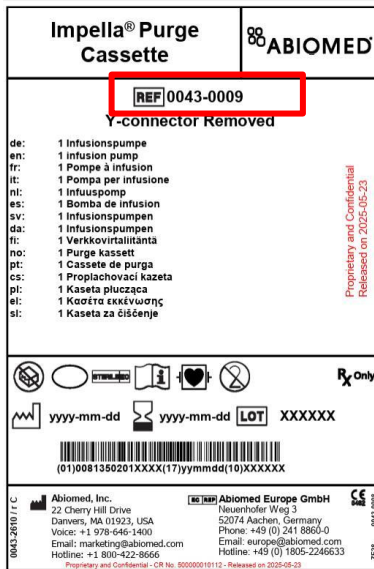 Impella® Purge
Cassette
ABIOMED®
REF 0043-0009
Y-connector Removed
de: 1 Infusionspumpe
en: 1 infusion pump
fr: 1 Pompe à infusion
it: 1 Pompa per infusione
nl: 1 Infuuspomp
es: 1 Bomba de infusion
sv: 1 Infusionspumpen
da: 1 Infusionspumpen
fi: 1 Verkkovirtaliitäntä
no: 1 Purge kassett
pt: 1 Cassete de purga
cs: 1 Proplachovací kazeta
pl: 1 Kaseta płucząca
el: 1 Κασέτα εκκένωσης
sl: 1 Kaseta za čiščenje
Proprietary and Confidential
Released on 2025-05-23
Rx Only
yyyy-mm-dd yyyy-mm-dd LOT XXXXXX
(01)0081350201XXXX(17)yymmdd(10)XXXXXX
0043-2610 / r C
Abiomed, Inc.
22 Cherry Hill Drive
Danvers, MA 01923, USA
Voice: +1 978-646-1400
Email: marketing@abiomed.com
Hotline: +1 800-422-8666
EC REP Abiomed Europe GmbH
Neuenhofer Weg 3
52074 Aachen, Germany
Phone: +49 (0) 241 8860-0
Email: europe@abiomed.com
Hotline: +49 (0) 1805-2246633
Proprietary and Confidential - CR No. 500000010112 - Released on 2025-05-23